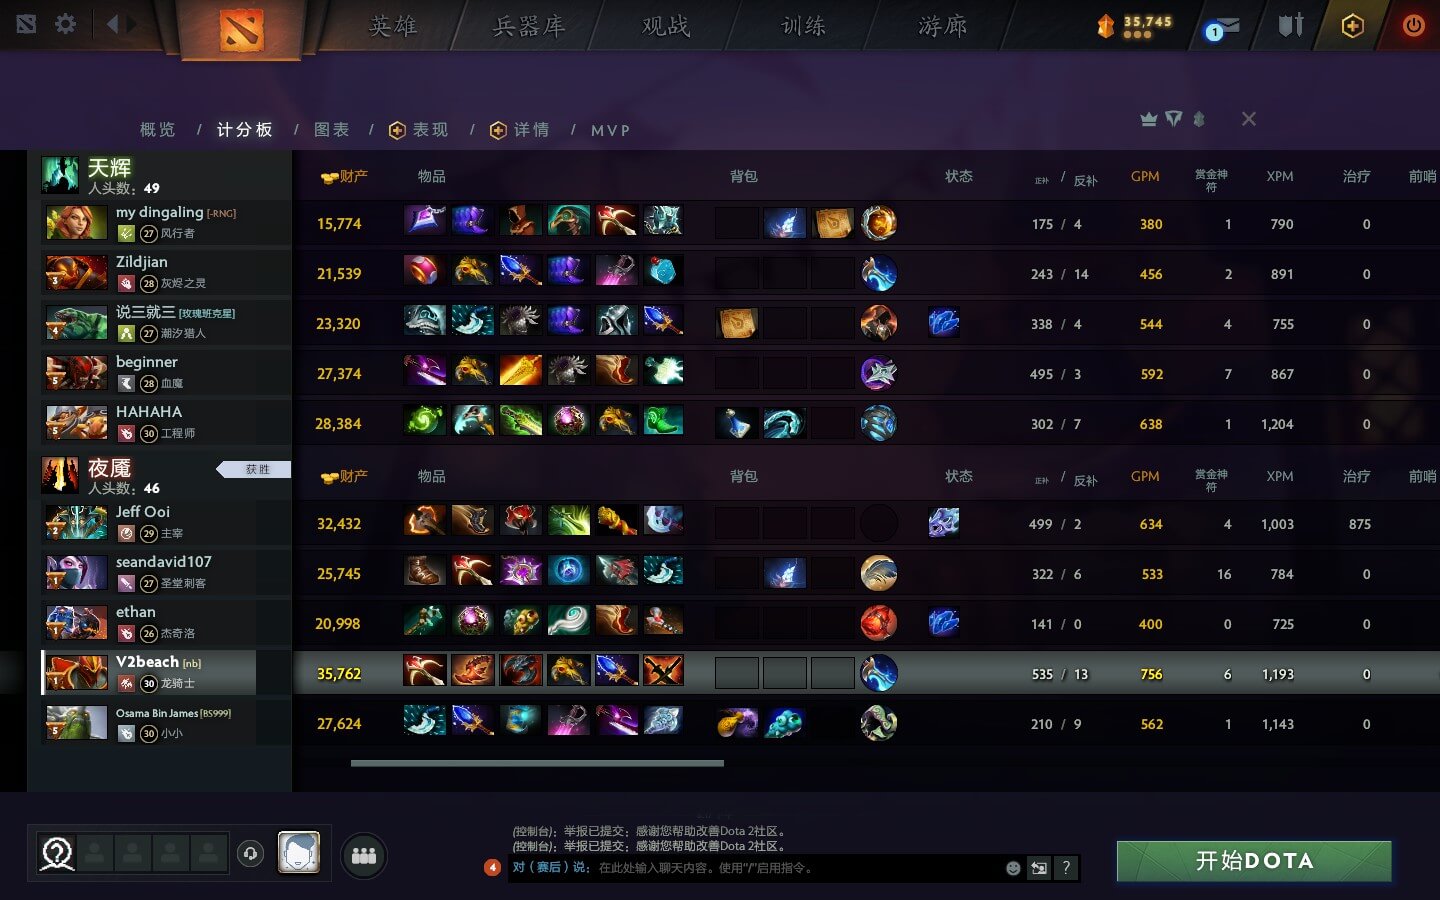 英雄 兵器库 观战 训练 游廊 35,745 1
概览 / 计分板 / 图表 / 表现 / 详情 / MVP
天辉 财产 物品 背包 状态 正补 / 反补 GPM 赏金神符 XPM 治疗 前哨
人头数：49
my dingaling [-RNG] 15,774 175 / 4 380 1 790 0
27 风行者
Zildjian 21,539 243 / 14 456 2 891 0
3 28 灰烬之灵
说三就三 [玫瑰班克星] 23,320 338 / 4 544 4 755 0
4 27 潮汐猎人
beginner 27,374 495 / 3 592 7 867 0
5 28 血魔
HAHAHA 28,384 302 / 7 638 1 1,204 0
5 30 工程师
夜魇 获胜 财产 物品 背包 状态 正补 / 反补 GPM 赏金神符 XPM 治疗 前哨
人头数：46
Jeff Ooi 32,432 499 / 2 634 4 1,003 875
2 29 主宰
seandavid107 25,745 322 / 6 533 16 784 0
1 27 圣堂刺客
ethan 20,998 141 / 0 400 0 725 0
1 26 杰奇洛
V2beach [nb] 35,762 535 / 13 756 6 1,193 0
1 30 龙骑士
Osama Bin James [BS999] 27,624 210 / 9 562 1 1,143 0
5 30 小小
(控制台)：举报已提交；感谢您帮助改善Dota 2社区。
(控制台)：举报已提交；感谢您帮助改善Dota 2社区。
4 对（赛后）说： 在此处输入聊天内容。使用“/”启用指令。 ?
开始DOTA